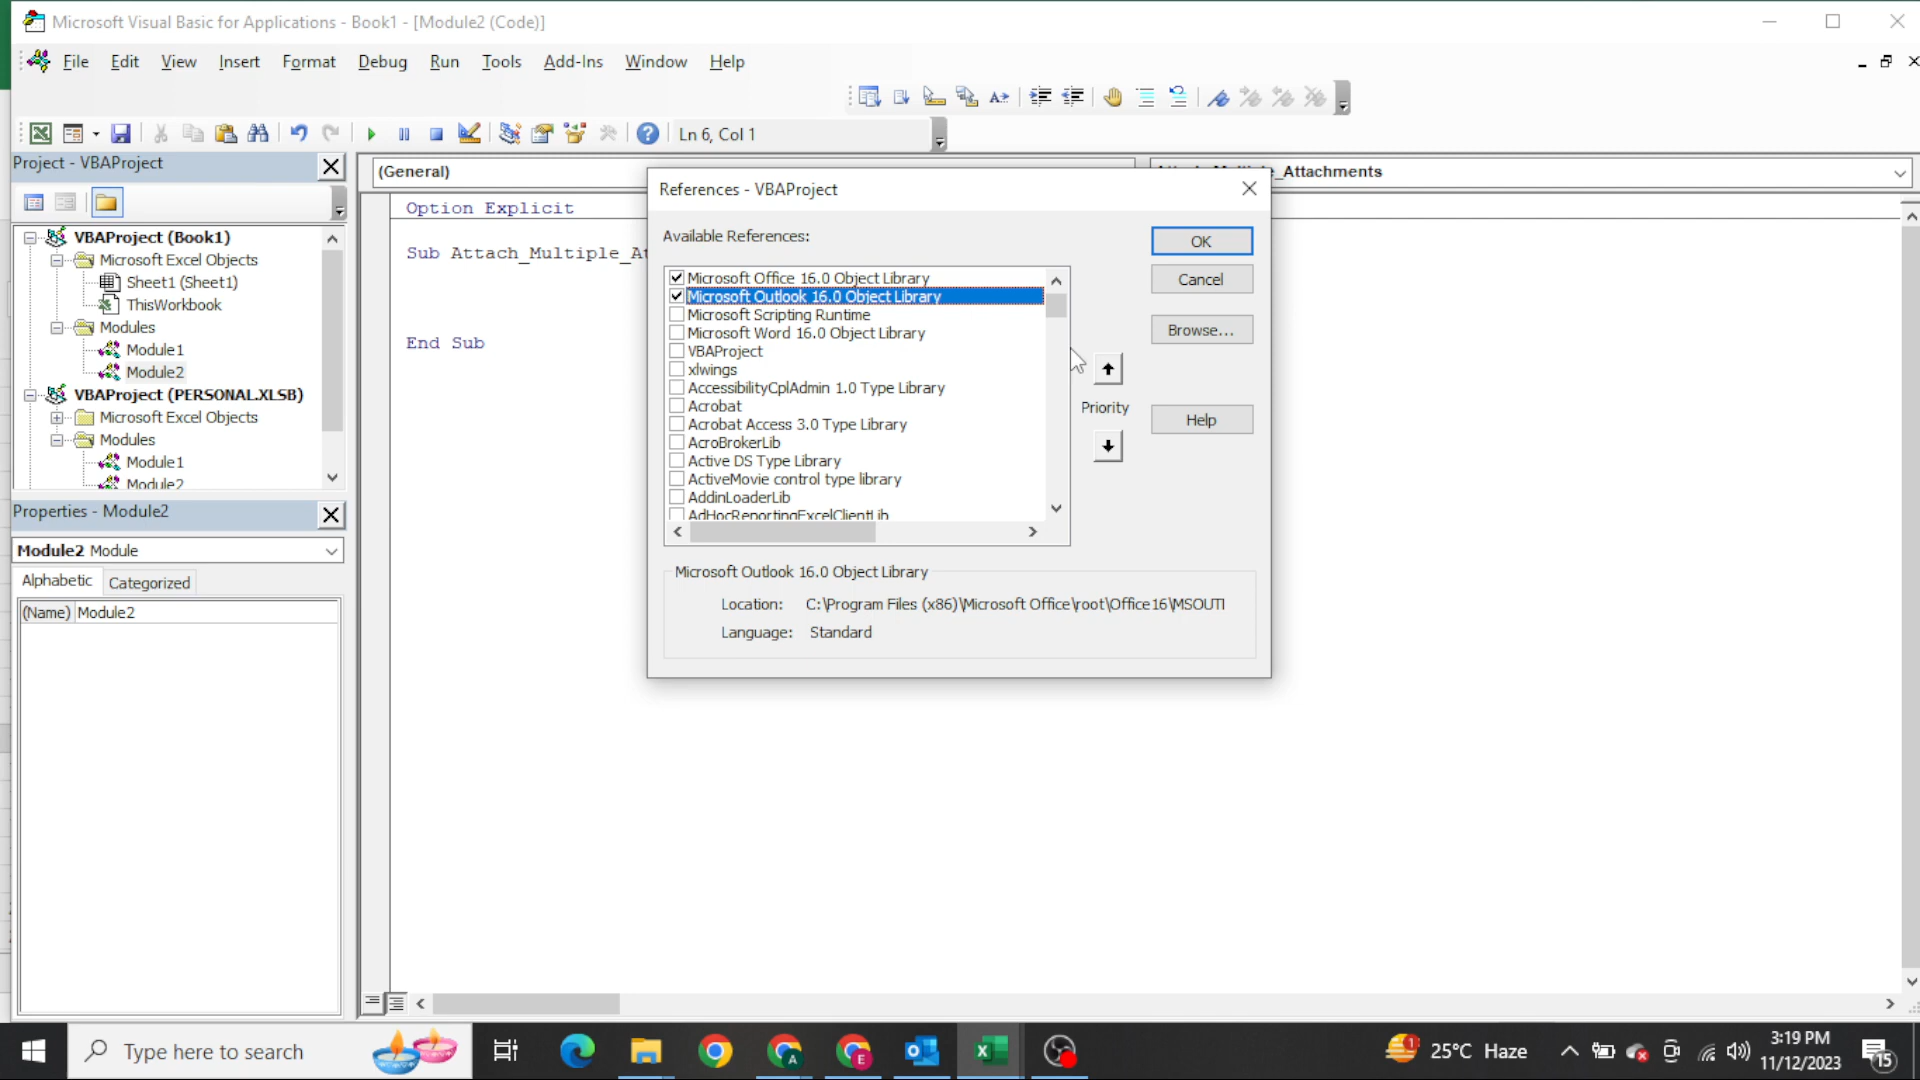 Microsoft Visual Basic for Applications - Book1 - [Module2 (Code)]
File Edit View Insert Format Debug Run Tools Add-Ins Window Help
Ln 6, Col 1
Project - VBAProject
VBAProject (Book1)
Microsoft Excel Objects
Sheet1 (Sheet1)
ThisWorkbook
Modules
Module1
Module2
VBAProject (PERSONAL.XLSB)
Microsoft Excel Objects
Modules
Module1
Module2
Properties - Module2
Module2 Module
Alphabetic Categorized
(Name) Module2
(General)
_Attachments
Option Explicit
Sub Attach_Multiple_At
End Sub
References - VBAProject
Available References:
Microsoft Office 16.0 Object Library
Microsoft Outlook 16.0 Object Library
Microsoft Scripting Runtime
Microsoft Word 16.0 Object Library
VBAProject
xlwings
AccessibilityCplAdmin 1.0 Type Library
Acrobat
Acrobat Access 3.0 Type Library
AcroBrokerLib
Active DS Type Library
ActiveMovie control type library
AddinLoaderLib
AdHocReportingExcelClientLib
OK
Cancel
Browse...
Priority
Help
Microsoft Outlook 16.0 Object Library
Location: C:\Program Files (x86)\Microsoft Office\root\Office16\MSOUTl
Language: Standard
Type here to search
1
25°C Haze
3:19 PM
11/12/2023
15